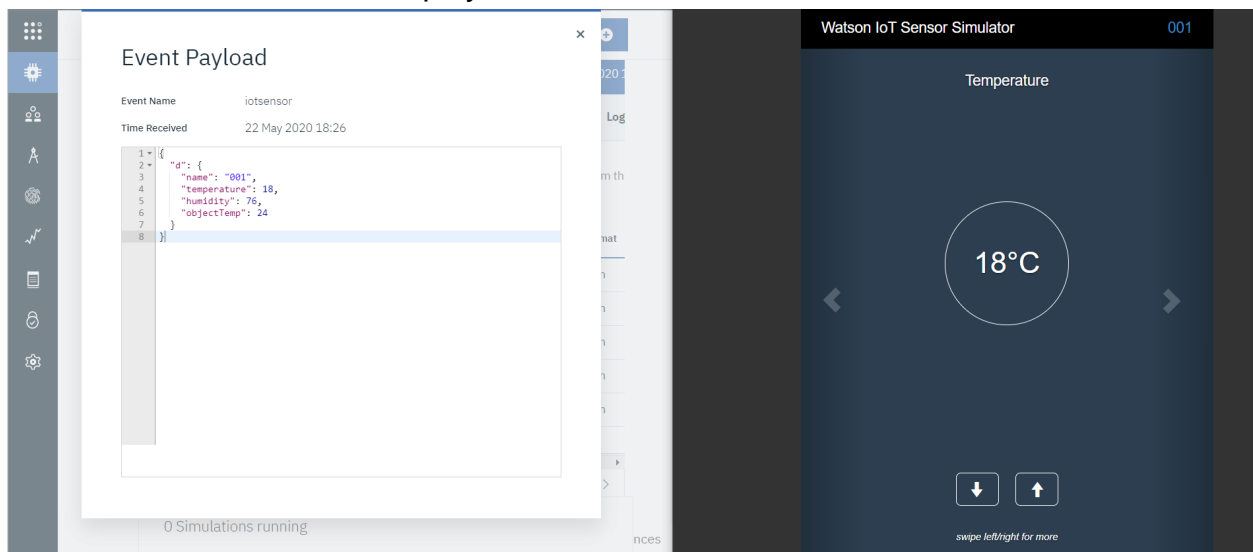 Event Payload
×
Event Name iotsensor
Time Received 22 May 2020 18:26
1 {
2 "d": {
3 "name": "001",
4 "temperature": 18,
5 "humidity": 76,
6 "objectTemp": 24
7 }
8 }
Log
0 Simulations running
Watson IoT Sensor Simulator 001
Temperature
18°C
swipe left/right for more